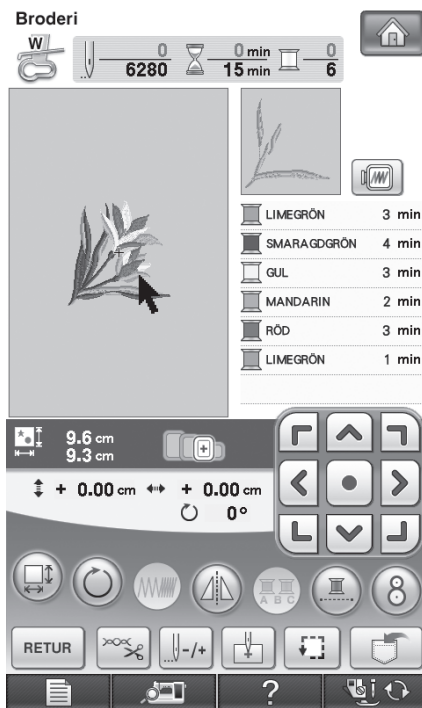 Broderi
W
0 0 min 0
6280 15 min 6
LIMEGRÖN 3 min
SMARAGDGRÖN 4 min
GUL 3 min
MANDARIN 2 min
RÖD 3 min
LIMEGRÖN 1 min
9.6 cm
9.3 cm
+ 0.00 cm + 0.00 cm
0°
A B C
8
RETUR -/+
?